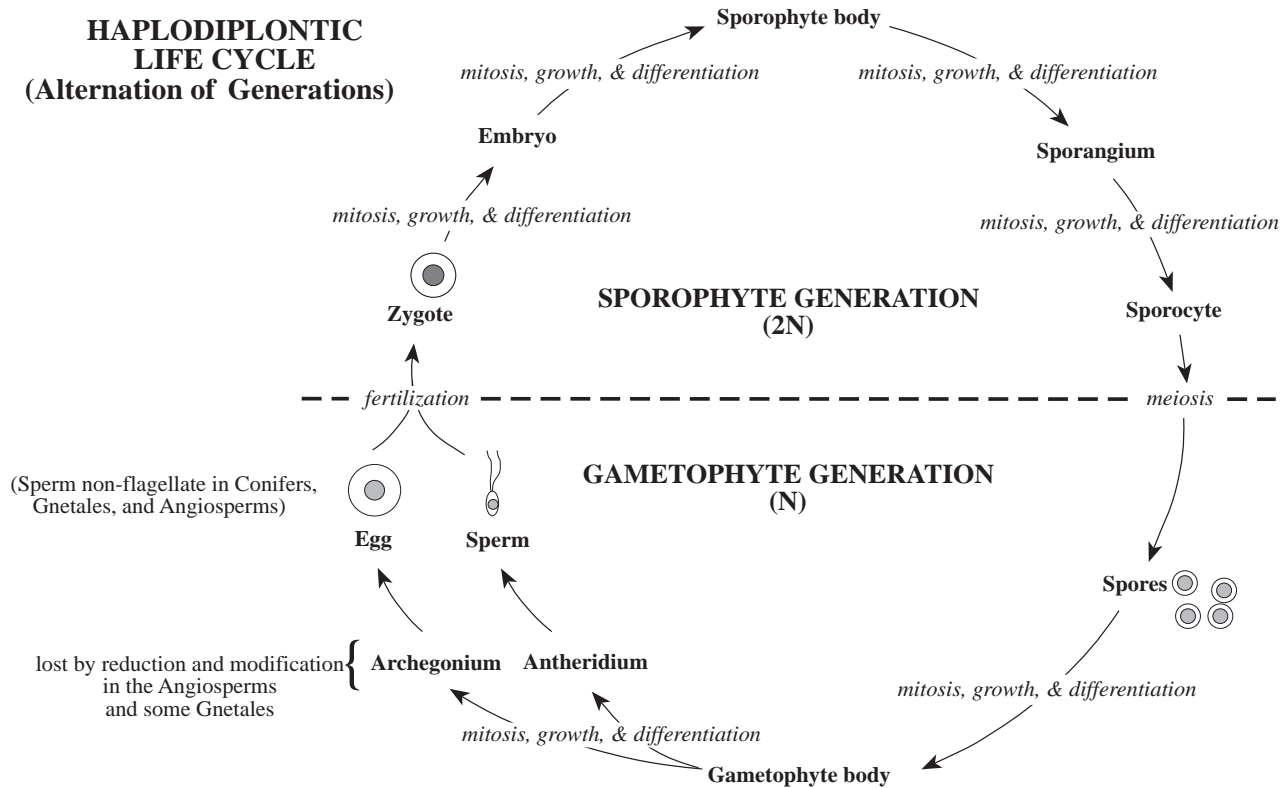 HAPLODIPLONTIC
LIFE CYCLE
(Alternation of Generations)
Sporophyte body
mitosis, growth, & differentiation
mitosis, growth, & differentiation
Embryo
Sporangium
mitosis, growth, & differentiation
mitosis, growth, & differentiation
Zygote
SPOROPHYTE GENERATION
(2N)
Sporocyte
fertilization
meiosis
(Sperm non-flagellate in Conifers,
Gnetales, and Angiosperms)
GAMETOPHYTE GENERATION
(N)
Egg
Sperm
Spores
lost by reduction and modification
in the Angiosperms
and some Gnetales
Archegonium
Antheridium
mitosis, growth, & differentiation
mitosis, growth, & differentiation
Gametophyte body